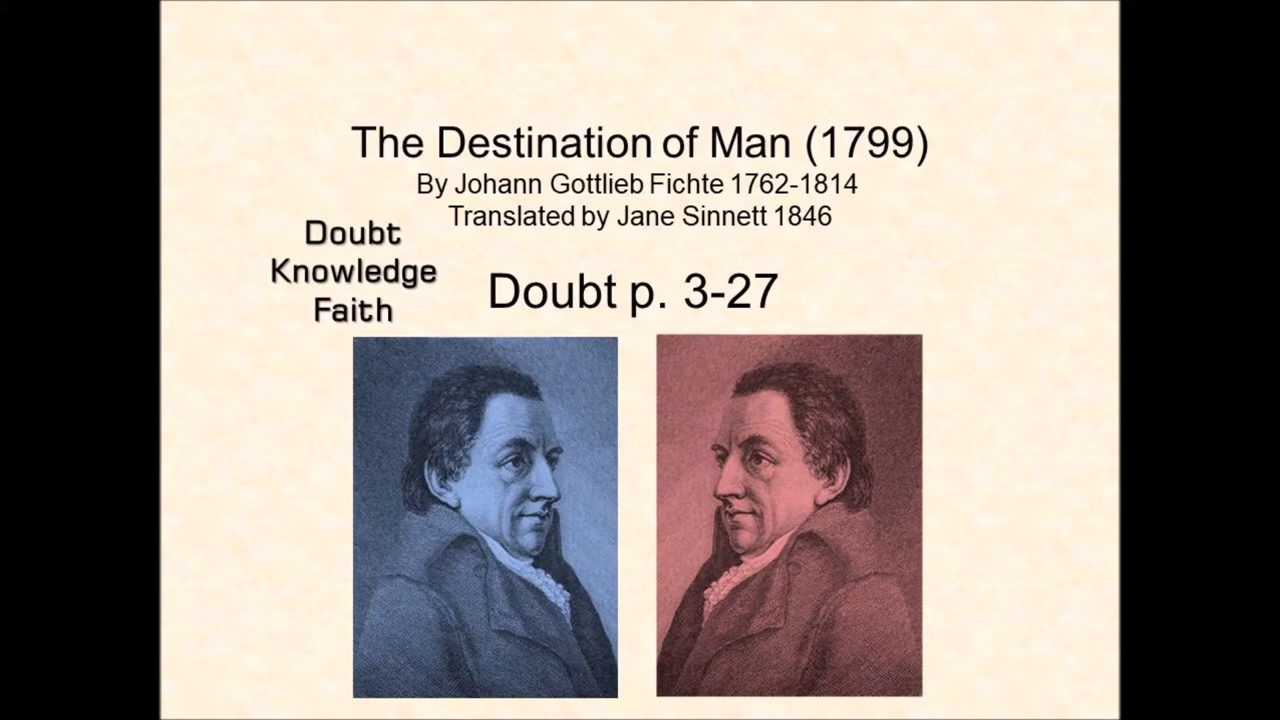 The Destination of Man (1799)
By Johann Gottlieb Fichte 1762-1814
Translated by Jane Sinnett 1846
Doubt
Knowledge
Faith
Doubt p. 3-27